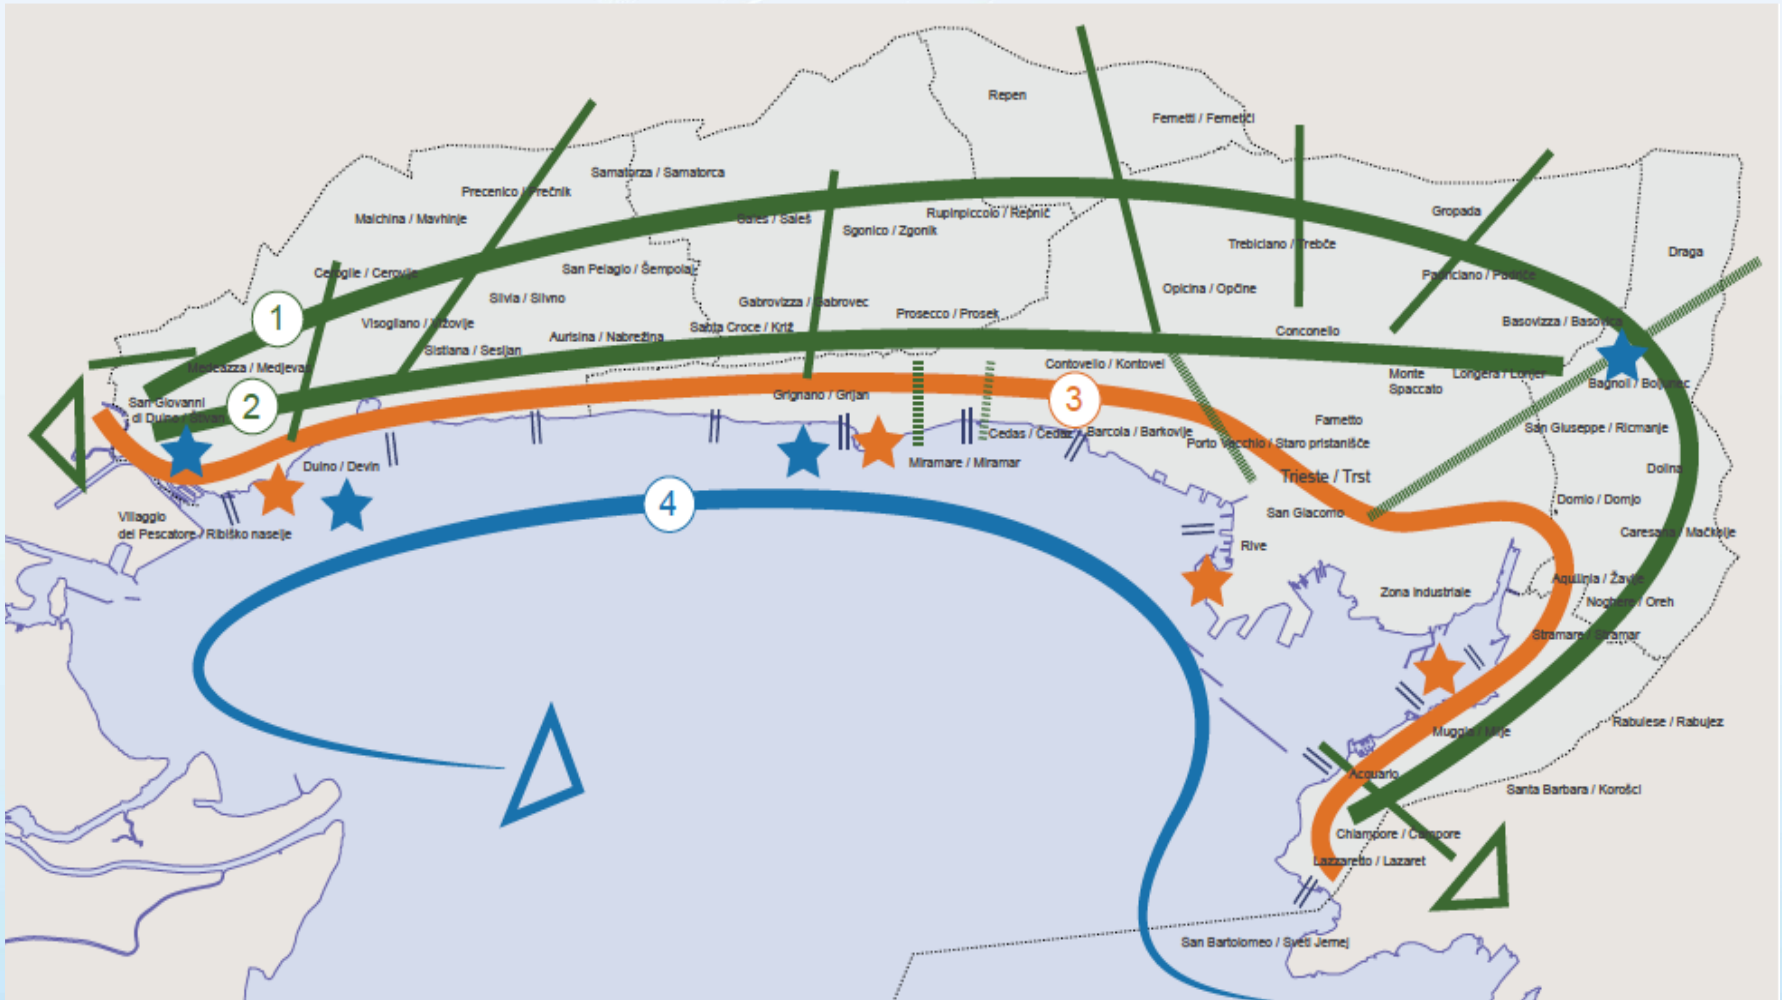 Repen
Fernetti / Fernetiči
Samatorza / Samatorca
Precenico / Prečnik
Malchina / Mavhinje
Sales / Saleš
Rupinpiccolo / Repnič
Gropada
Sgonico / Zgonik
Trebiciano / Trebče
Draga
Ceroglie / Cerovlje
San Pelagio / Šempolaj
Padriciano / Padriče
Slivia / Slivno
Opicina / Opčine
Gabrovizza / Gabrovec
1
Visogliano / Vižovlje
Santa Croce / Križ
Prosecco / Prosek
Basovizza / Basovica
Aurisina / Nabrežina
Conconello
Sistiana / Sesljan
Medeazza / Medjevas
Contovello / Kontovel
Monte
Spaccato
Longera / Lonjer
Bagnoli / Boljunec
San Giovanni
di Duino / Štivan
2
Grignano / Grljan
3
Farnetto
San Giuseppe / Ricmanje
Cedas / Čedaz
Barcola / Barkovlje
Porto Vecchio / Staro pristanišče
Duino / Devin
Miramare / Miramar
Trieste / Trst
Dolina
4
Domio / Domjo
Villaggio
del Pescatore / Ribiško naselje
San Giacomo
Caresana / Mačkolje
Rive
Aquilinia / Žavlje
Zona Industriale
Noghere / Oreh
Stramare / Štramar
Rabuiese / Rabujez
Muggia / Milje
Acquario
Santa Barbara / Korošci
Chiampore / Čampore
Lazzaretto / Lazaret
San Bartolomeo / Sveti Jernej